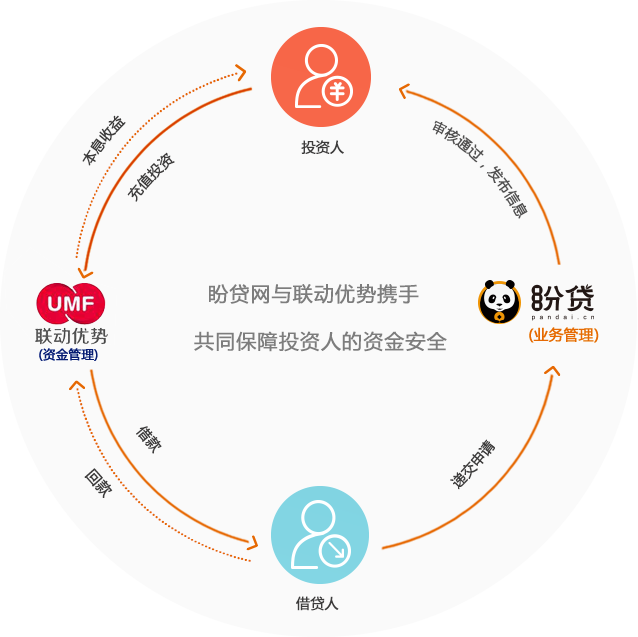 投资人
本息收益
充值投资
审核通过，发布信息
UMF
联动优势
(资金管理)
盼贷网与联动优势携手
共同保障投资人的资金安全
盼贷
pandai.cn
(业务管理)
借款
回款
递交申请
借贷人